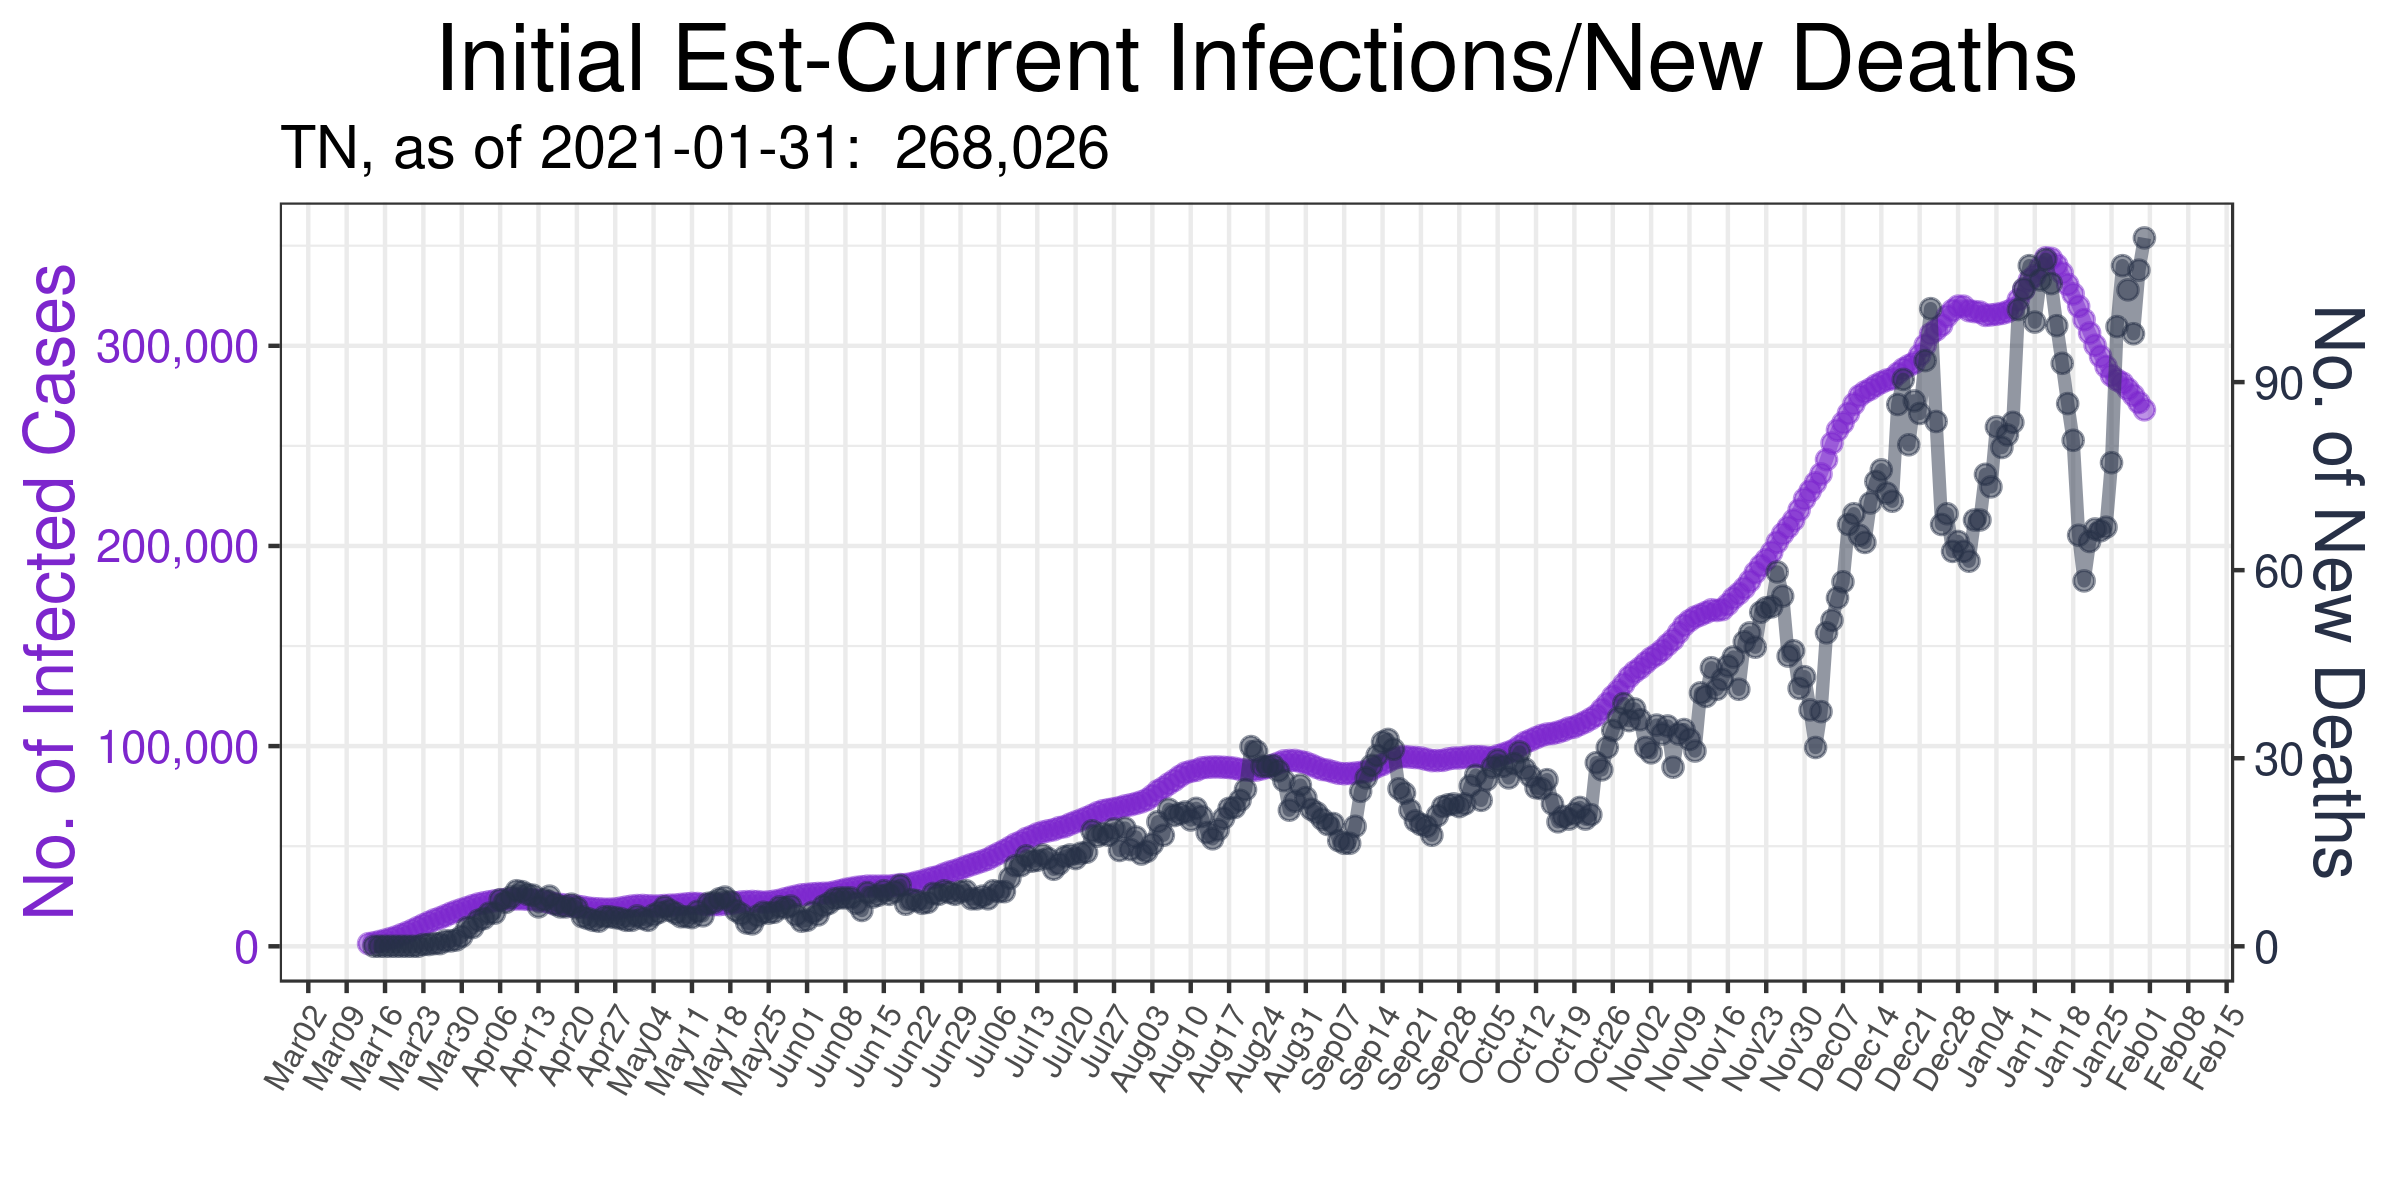 Initial Est-Current Infections/New Deaths
TN, as of 2021-01-31: 268,026
No. of Infected Cases
300,000
200,000
100,000
0
No. of New Deaths
90
60
30
0
Mar02
Mar09
Mar16
Mar23
Mar30
Apr06
Apr13
Apr20
Apr27
May04
May11
May18
May25
Jun01
Jun08
Jun15
Jun22
Jun29
Jul06
Jul13
Jul20
Jul27
Aug03
Aug10
Aug17
Aug24
Aug31
Sep07
Sep14
Sep21
Sep28
Oct05
Oct12
Oct19
Oct26
Nov02
Nov09
Nov16
Nov23
Nov30
Dec07
Dec14
Dec21
Dec28
Jan04
Jan11
Jan18
Jan25
Feb01
Feb08
Feb15